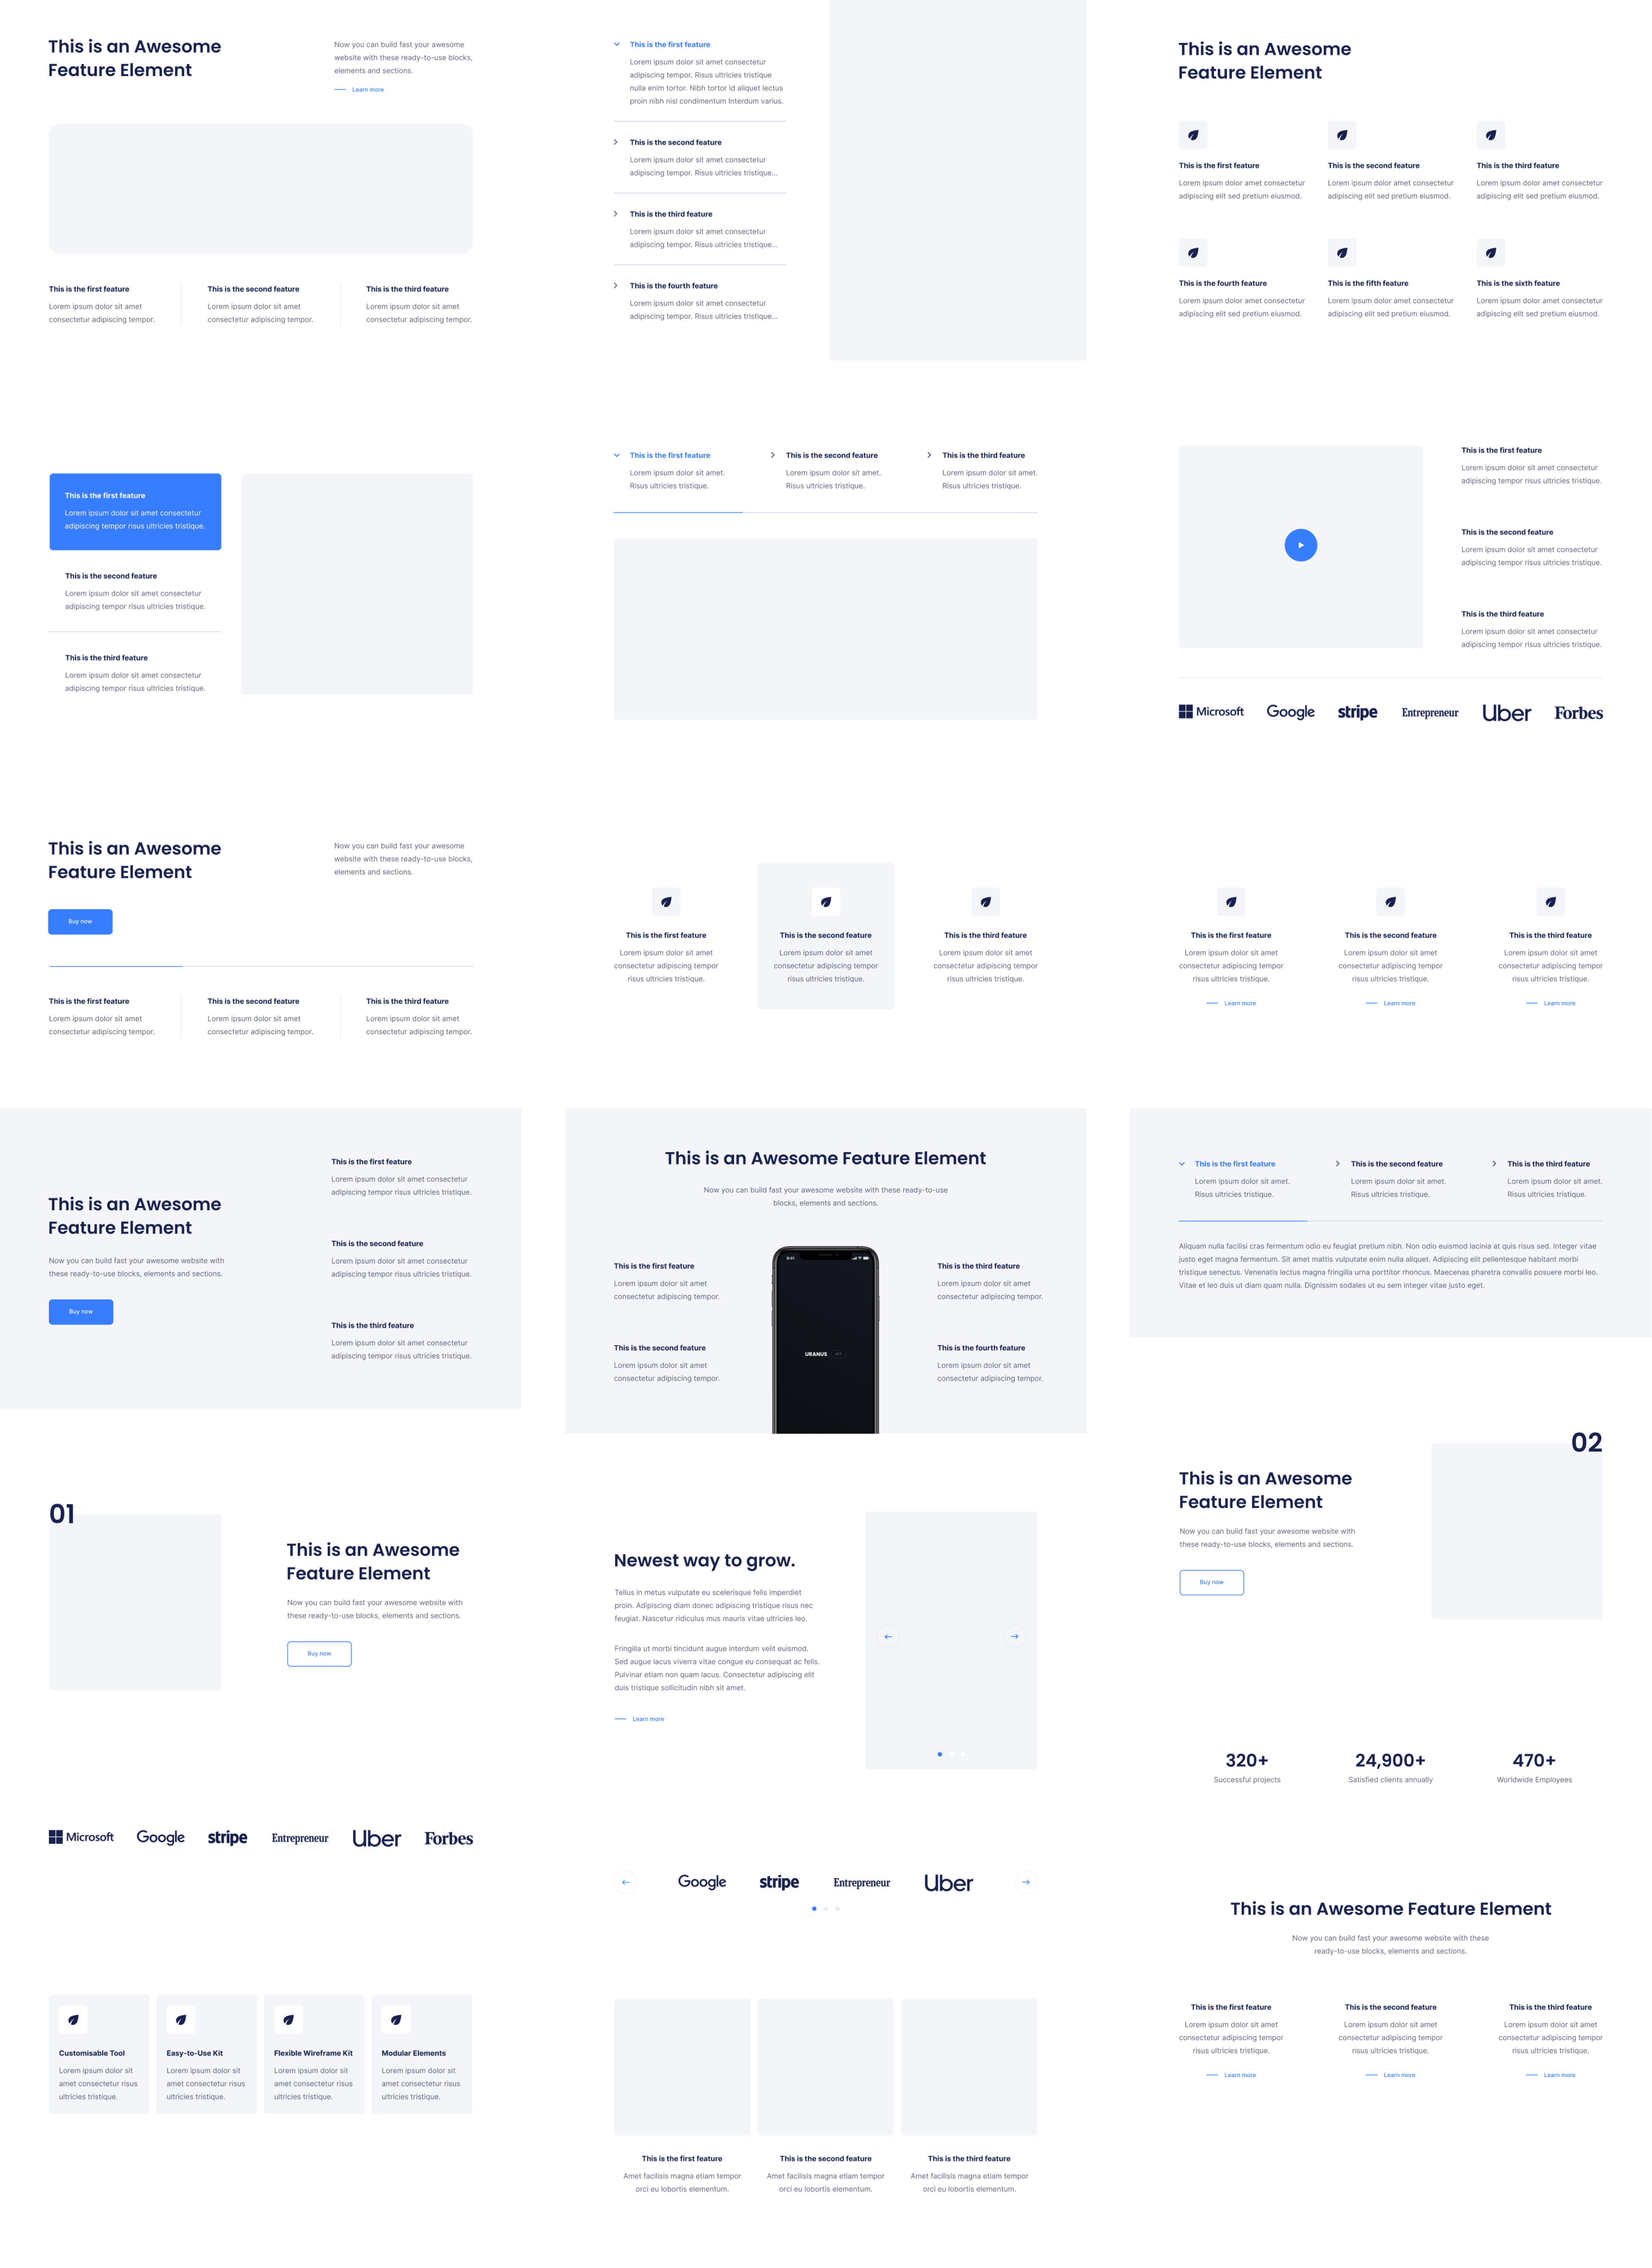 This is an Awesome
Feature Element
Now you can build fast your awesome
website with these ready-to-use blocks,
elements and sections.
Learn more
This is the first feature
Lorem ipsum dolor sit amet
consectetur adipiscing tempor.
This is the second feature
Lorem ipsum dolor sit amet
consectetur adipiscing tempor.
This is the third feature
Lorem ipsum dolor sit amet
consectetur adipiscing tempor.
This is the first feature
Lorem ipsum dolor sit amet consectetur
adipiscing tempor. Risus ultricies tristique
nulla enim tortor. Nibh tortor id aliquet lectus
proin nibh nisl condimentum Interdum varius.
This is the second feature
Lorem ipsum dolor sit amet consectetur
adipiscing tempor. Risus ultricies tristique...
This is the third feature
Lorem ipsum dolor sit amet consectetur
adipiscing tempor. Risus ultricies tristique...
This is the fourth feature
Lorem ipsum dolor sit amet consectetur
adipiscing tempor. Risus ultricies tristique...
This is an Awesome
Feature Element
This is the first feature
Lorem ipsum dolor amet consectetur
adipiscing elit sed pretium eiusmod.
This is the second feature
Lorem ipsum dolor amet consectetur
adipiscing elit sed pretium eiusmod.
This is the third feature
Lorem ipsum dolor amet consectetur
adipiscing elit sed pretium eiusmod.
This is the fourth feature
Lorem ipsum dolor amet consectetur
adipiscing elit sed pretium eiusmod.
This is the fifth feature
Lorem ipsum dolor amet consectetur
adipiscing elit sed pretium eiusmod.
This is the sixth feature
Lorem ipsum dolor amet consectetur
adipiscing elit sed pretium eiusmod.
This is the first feature
Lorem ipsum dolor sit amet consectetur
adipiscing tempor risus ultricies tristique.
This is the second feature
Lorem ipsum dolor sit amet consectetur
adipiscing tempor risus ultricies tristique.
This is the third feature
Lorem ipsum dolor sit amet consectetur
adipiscing tempor risus ultricies tristique.
This is the first feature
Lorem ipsum dolor sit amet.
Risus ultricies tristique.
This is the second feature
Lorem ipsum dolor sit amet.
Risus ultricies tristique.
This is the third feature
Lorem ipsum dolor sit amet.
Risus ultricies tristique.
This is the first feature
Lorem ipsum dolor sit amet consectetur
adipiscing tempor risus ultricies tristique.
This is the second feature
Lorem ipsum dolor sit amet consectetur
adipiscing tempor risus ultricies tristique.
This is the third feature
Lorem ipsum dolor sit amet consectetur
adipiscing tempor risus ultricies tristique.
Microsoft Google stripe Entrepreneur Uber Forbes
This is an Awesome
Feature Element
Now you can build fast your awesome
website with these ready-to-use blocks,
elements and sections.
Buy now
This is the first feature
Lorem ipsum dolor sit amet
consectetur adipiscing tempor.
This is the second feature
Lorem ipsum dolor sit amet
consectetur adipiscing tempor.
This is the third feature
Lorem ipsum dolor sit amet
consectetur adipiscing tempor.
This is the first feature
Lorem ipsum dolor sit amet
consectetur adipiscing tempor
risus ultricies tristique.
This is the second feature
Lorem ipsum dolor sit amet
consectetur adipiscing tempor
risus ultricies tristique.
This is the third feature
Lorem ipsum dolor sit amet
consectetur adipiscing tempor
risus ultricies tristique.
This is the first feature
Lorem ipsum dolor sit amet
consectetur adipiscing tempor
risus ultricies tristique.
Learn more
This is the second feature
Lorem ipsum dolor sit amet
consectetur adipiscing tempor
risus ultricies tristique.
Learn more
This is the third feature
Lorem ipsum dolor sit amet
consectetur adipiscing tempor
risus ultricies tristique.
Learn more
This is an Awesome
Feature Element
Now you can build fast your awesome website with
these ready-to-use blocks, elements and sections.
Buy now
This is the first feature
Lorem ipsum dolor sit amet consectetur
adipiscing tempor risus ultricies tristique.
This is the second feature
Lorem ipsum dolor sit amet consectetur
adipiscing tempor risus ultricies tristique.
This is the third feature
Lorem ipsum dolor sit amet consectetur
adipiscing tempor risus ultricies tristique.
This is an Awesome Feature Element
Now you can build fast your awesome website with these ready-to-use
blocks, elements and sections.
This is the first feature
Lorem ipsum dolor sit amet
consectetur adipiscing tempor.
This is the second feature
Lorem ipsum dolor sit amet
consectetur adipiscing tempor.
9:41
URANUS
This is the third feature
Lorem ipsum dolor sit amet
consectetur adipiscing tempor.
This is the fourth feature
Lorem ipsum dolor sit amet
consectetur adipiscing tempor.
This is the first feature
Lorem ipsum dolor sit amet.
Risus ultricies tristique.
This is the second feature
Lorem ipsum dolor sit amet.
Risus ultricies tristique.
This is the third feature
Lorem ipsum dolor sit amet.
Risus ultricies tristique.
Aliquam nulla facilisi cras fermentum odio eu feugiat pretium nibh. Non odio euismod lacinia at quis risus sed. Integer vitae
justo eget magna fermentum. Sit amet mattis vulputate enim nulla aliquet. Adipiscing elit pellentesque habitant morbi
tristique senectus. Venenatis lectus magna fringilla urna porttitor rhoncus. Maecenas pharetra convallis posuere morbi leo.
Vitae et leo duis ut diam quam nulla. Dignissim sodales ut eu sem integer vitae justo eget.
01
This is an Awesome
Feature Element
Now you can build fast your awesome website with
these ready-to-use blocks, elements and sections.
Buy now
Newest way to grow.
Tellus in metus vulputate eu scelerisque felis imperdiet
proin. Adipiscing diam donec adipiscing tristique risus nec
feugiat. Nascetur ridiculus mus mauris vitae ultricies leo.
Fringilla ut morbi tincidunt augue interdum velit euismod.
Sed augue lacus viverra vitae congue eu consequat ac felis.
Pulvinar etiam non quam lacus. Consectetur adipiscing elit
duis tristique sollicitudin nibh sit amet.
Learn more
02
This is an Awesome
Feature Element
Now you can build fast your awesome website with
these ready-to-use blocks, elements and sections.
Buy now
320+
Successful projects
24,900+
Satisfied clients annually
470+
Worldwide Employees
Microsoft Google stripe Entrepreneur Uber Forbes
Google stripe Entrepreneur Uber
This is an Awesome Feature Element
Now you can build fast your awesome website with these
ready-to-use blocks, elements and sections.
This is the first feature
Lorem ipsum dolor sit amet
consectetur adipiscing tempor
risus ultricies tristique.
Learn more
This is the second feature
Lorem ipsum dolor sit amet
consectetur adipiscing tempor
risus ultricies tristique.
Learn more
This is the third feature
Lorem ipsum dolor sit amet
consectetur adipiscing tempor
risus ultricies tristique.
Learn more
Customisable Tool
Lorem ipsum dolor sit
amet consectetur risus
ultricies tristique.
Easy-to-Use Kit
Lorem ipsum dolor sit
amet consectetur risus
ultricies tristique.
Flexible Wireframe Kit
Lorem ipsum dolor sit
amet consectetur risus
ultricies tristique.
Modular Elements
Lorem ipsum dolor sit
amet consectetur risus
ultricies tristique.
This is the first feature
Amet facilisis magna etiam tempor
orci eu lobortis elementum.
This is the second feature
Amet facilisis magna etiam tempor
orci eu lobortis elementum.
This is the third feature
Amet facilisis magna etiam tempor
orci eu lobortis elementum.